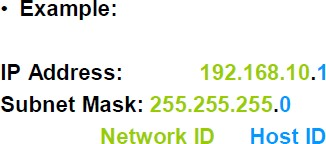 • Example:
IP Address: 192.168.10.1
Subnet Mask: 255.255.255.0
Network ID Host ID